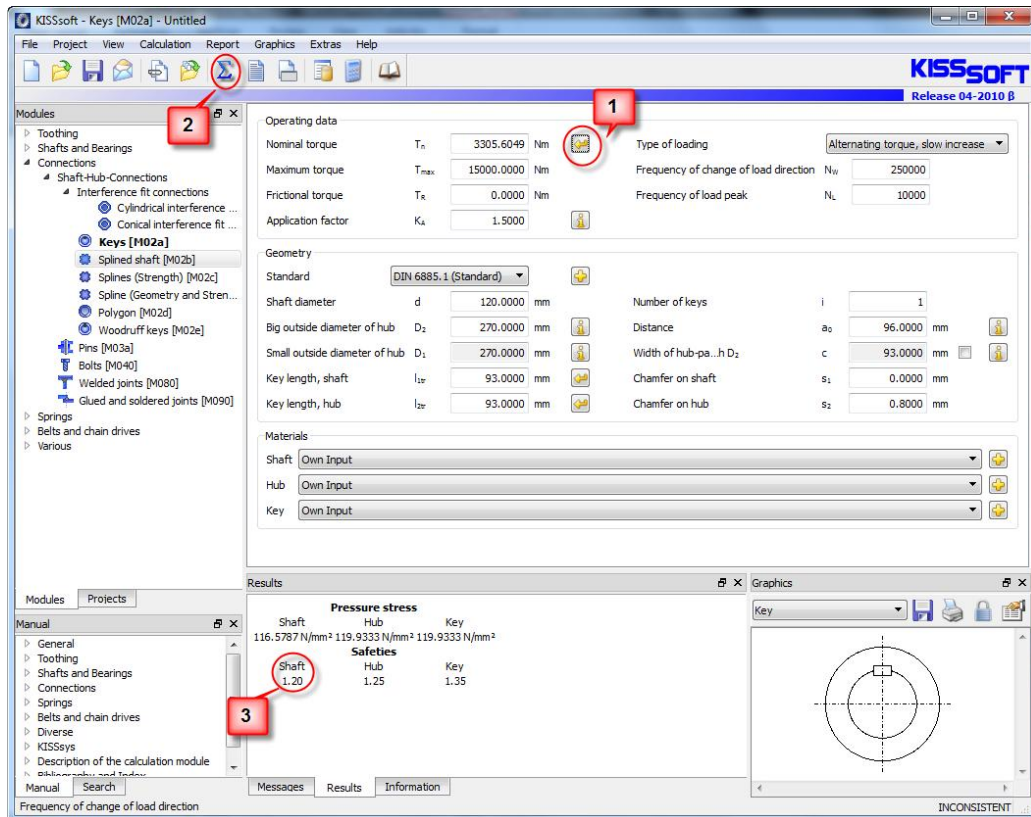 KISSsoft - Keys [M02a] - Untitled
File Project View Calculation Report Graphics Extras Help
KISSSOFT
Release 04-2010 β
1
2
Modules
Toothing
Shafts and Bearings
Connections
Shaft-Hub-Connections
Interference fit connections
Cylindrical interference ...
Conical interference fit ...
Keys [M02a]
Splined shaft [M02b]
Splines (Strength) [M02c]
Spline (Geometry and Stren...
Polygon [M02d]
Woodruff keys [M02e]
Pins [M03a]
Bolts [M040]
Welded joints [M080]
Glued and soldered joints [M090]
Springs
Belts and chain drives
Various
Modules Projects
Operating data
Nominal torque Tn 3305.6049 Nm Type of loading Alternating torque, slow increase
Maximum torque Tmax 15000.0000 Nm Frequency of change of load direction NW 250000
Frictional torque TR 0.0000 Nm Frequency of load peak NL 10000
Application factor KA 1.5000
Geometry
Standard DIN 6885.1 (Standard)
Shaft diameter d 120.0000 mm Number of keys i 1
Big outside diameter of hub D2 270.0000 mm Distance a0 96.0000 mm
Small outside diameter of hub D1 270.0000 mm Width of hub-pa...h D2 c 93.0000 mm
Key length, shaft l1tr 93.0000 mm Chamfer on shaft s1 0.0000 mm
Key length, hub l2tr 93.0000 mm Chamfer on hub s2 0.8000 mm
Materials
Shaft Own Input
Hub Own Input
Key Own Input
Manual
General
Toothing
Shafts and Bearings
Connections
Springs
Belts and chain drives
Diverse
KISSsys
Description of the calculation module
Bibliography and Index
Manual Search
Results
Pressure stress
Shaft Hub Key
116.5787 N/mm² 119.9333 N/mm² 119.9333 N/mm²
Safeties
Shaft Hub Key
1.20 1.25 1.35
3
Messages Results Information
Graphics
Key
Frequency of change of load direction INCONSISTENT